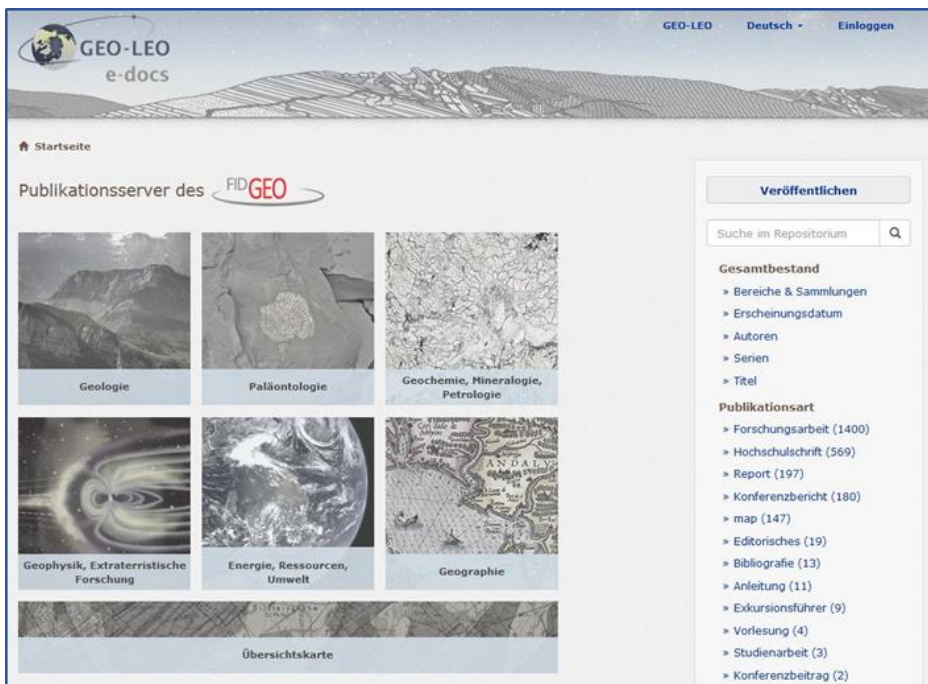 GEO-LEO
e-docs
GEO-LEO Deutsch Einloggen
Startseite
Publikationsserver des FID GEO
Geologie
Paläontologie
Geochemie, Mineralogie,
Petrologie
ANDALV
Geophysik, Extraterristische
Forschung
Energie, Ressourcen,
Umwelt
Geographie
Übersichtskarte
Veröffentlichen
Suche im Repositorium
Gesamtbestand
» Bereiche & Sammlungen
» Erscheinungsdatum
» Autoren
» Serien
» Titel
Publikationsart
» Forschungsarbeit (1400)
» Hochschulschrift (569)
» Report (197)
» Konferenzbericht (180)
» map (147)
» Editorisches (19)
» Bibliografie (13)
» Anleitung (11)
» Exkursionsführer (9)
» Vorlesung (4)
» Studienarbeit (3)
» Konferenzbeitrag (2)